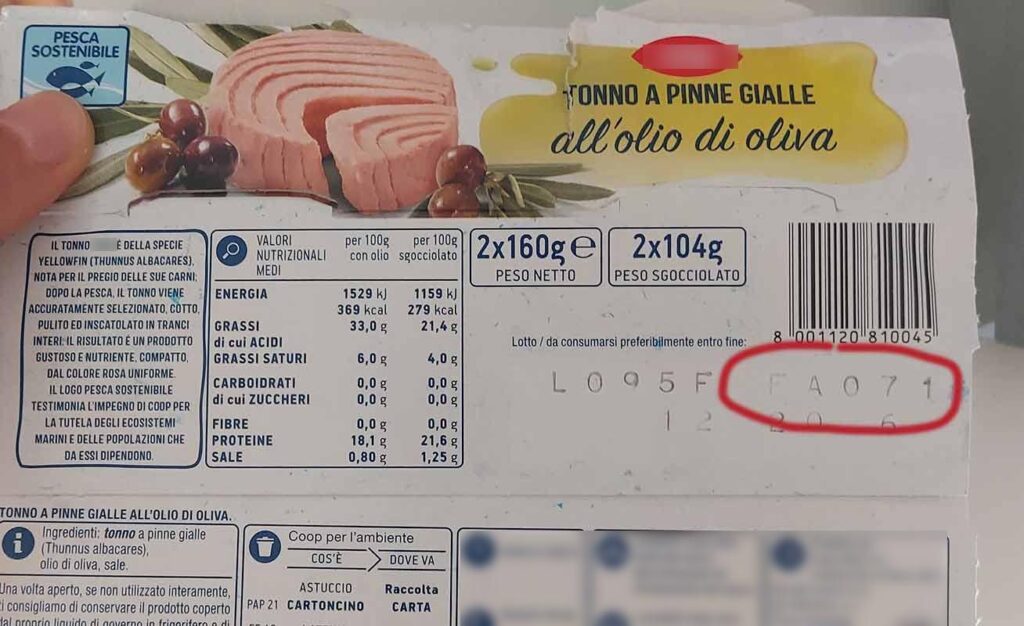 PESCA
SOSTENIBILE
TONNO A PINNE GIALLE
all'olio di oliva
IL TONNO È DELLA SPECIE
YELLOWFIN (THUNNUS ALBACARES),
NOTA PER IL PREGIO DELLE SUE CARNI:
DOPO LA PESCA, IL TONNO VIENE
ACCURATAMENTE SELEZIONATO, COTTO,
PULITO ED INSCATOLATO IN TRANCI
INTERI: IL RISULTATO È UN PRODOTTO
GUSTOSO E NUTRIENTE, COMPATTO,
DAL COLORE ROSA UNIFORME.
IL LOGO PESCA SOSTENIBILE
TESTIMONIA L'IMPEGNO DI COOP PER
LA TUTELA DEGLI ECOSISTEMI
MARINI E DELLE POPOLAZIONI CHE
DA ESSI DIPENDONO.
VALORI NUTRIZIONALI MEDI per 100g con olio per 100g sgocciolato
ENERGIA 1529 kJ 1159 kJ
369 kcal 279 kcal
GRASSI 33,0 g 21,4 g
di cui ACIDI
GRASSI SATURI 6,0 g 4,0 g
CARBOIDRATI 0,0 g 0,0 g
di cui ZUCCHERI 0,0 g 0,0 g
FIBRE 0,0 g 0,0 g
PROTEINE 18,1 g 21,6 g
SALE 0,80 g 1,25 g
2x160g e
PESO NETTO
2x104g
PESO SGOCCIOLATO
8 001120 810045
Lotto / da consumarsi preferibilmente entro fine:
L095F FA071
12
TONNO A PINNE GIALLE ALL'OLIO DI OLIVA.
Ingredienti: tonno a pinne gialle
(Thunnus albacares),
olio di oliva, sale.
Una volta aperto, se non utilizzato interamente,
ti consigliamo di conservare il prodotto coperto
dal proprio liquido di governo in frigorifero e di
Coop per l'ambiente
COS'È DOVE VA
ASTUCCIO Raccolta
PAP 21 CARTONCINO CARTA